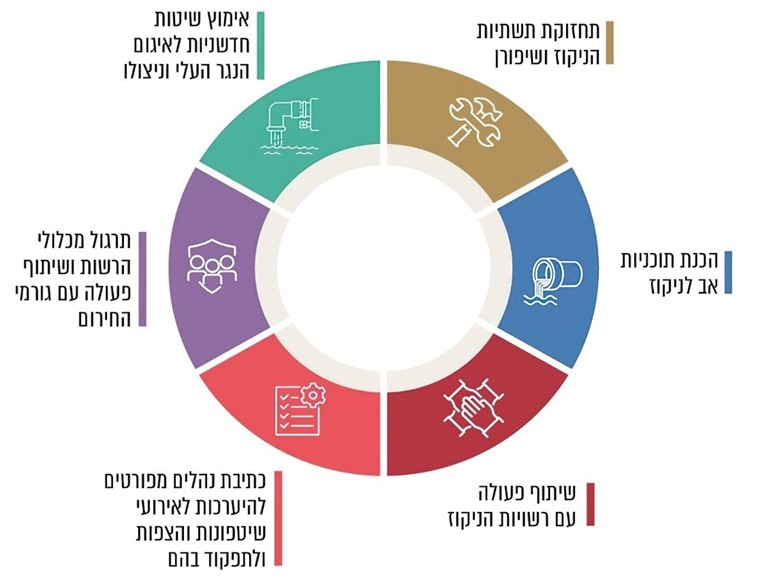 תחזוקת תשתיות
הניקוז ושיפורן
הכנת תוכניות
אב לניקוז
שיתוף פעולה
עם רשויות הניקוז
כתיבת נהלים מפורטים
להיערכות לאירועי
שיטפונות והצפות
ולתפקוד בהם
תרגול מכלולי
הרשות ושיתוף
פעולה עם גורמי
החירום
אימוץ שיטות
חדשניות לאיגום
הנגר העלי וניצולו